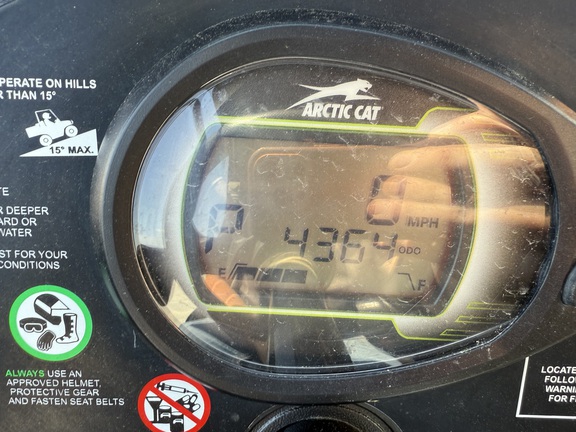 PERATE ON HILLS
R THAN 15°
15° MAX.
ARCTIC CAT
P
0
MPH
4364 ODO
E
F
TE
R DEEPER
ARD OR
WATER
ST FOR YOUR
CONDITIONS
ALWAYS USE AN
APPROVED HELMET,
PROTECTIVE GEAR
AND FASTEN SEAT BELTS
LOCATE
FOLLO
WARNI
FOR F